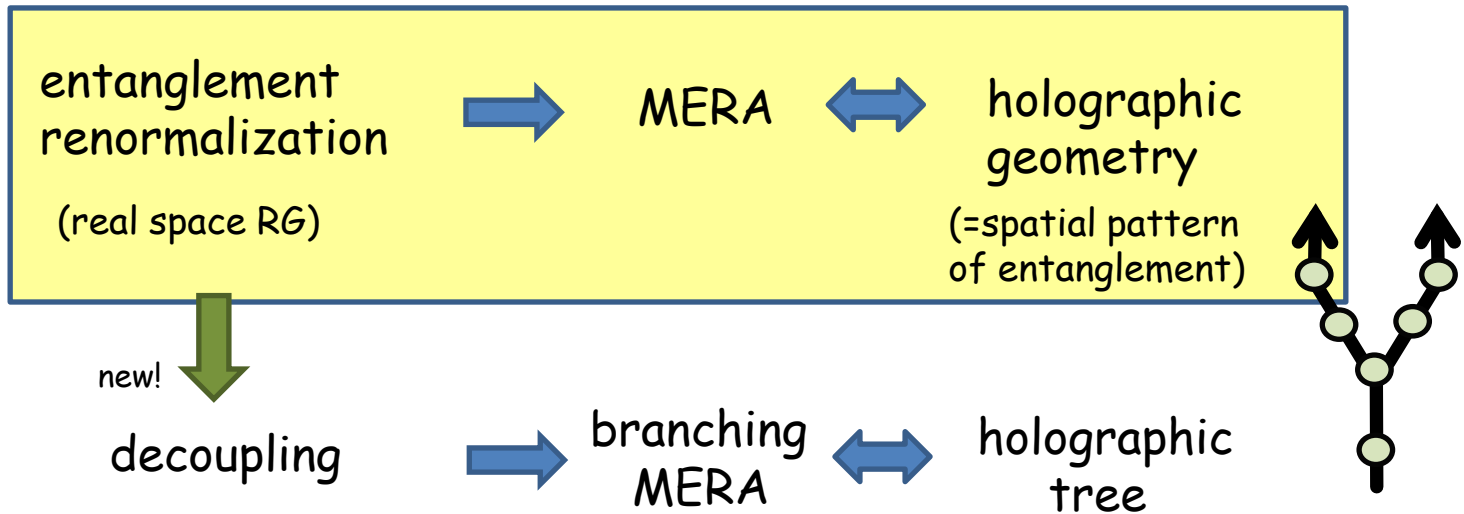 entanglement
renormalization
(real space RG)
MERA
holographic
geometry
(=spatial pattern
of entanglement)
new!
decoupling
branching
MERA
holographic
tree